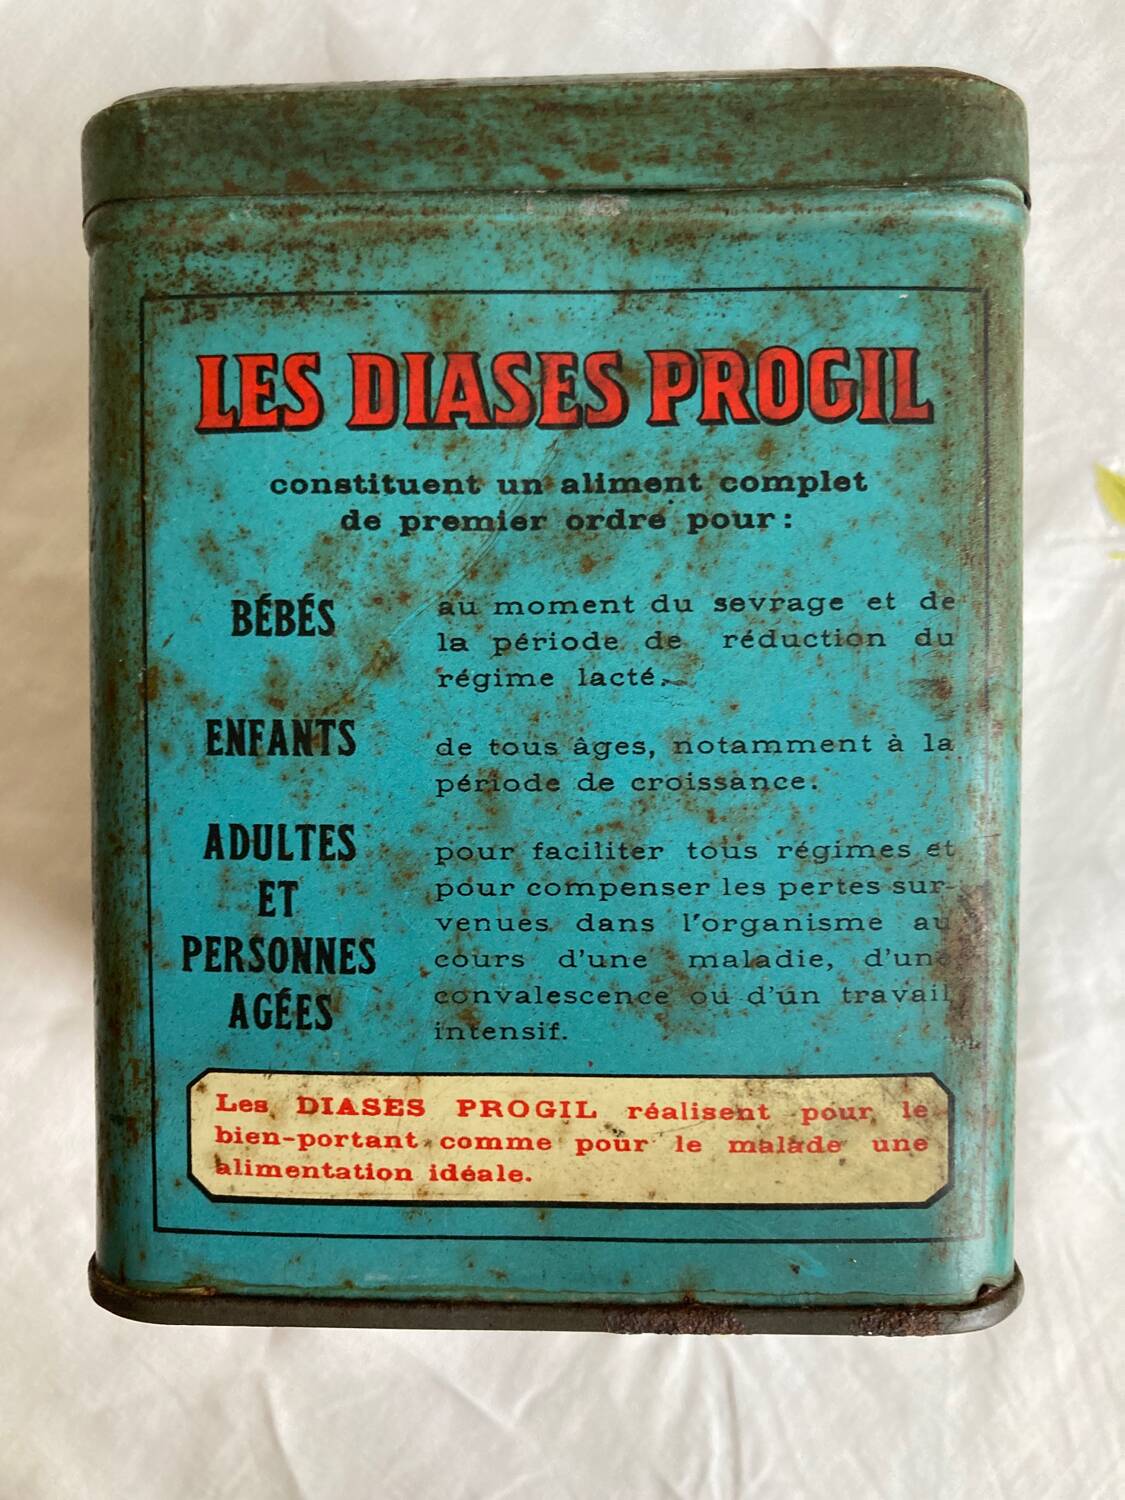 LES DIASES PROGIL
constituent un aliment complet
de premier ordre pour :
BÉBÉS
au moment du sevrage et de
la période de réduction du
régime lacté.
ENFANTS
de tous âges, notamment à la
période de croissance.
ADULTES
ET
PERSONNES
AGÉES
pour faciliter tous régimes et
pour compenser les pertes sur-
venues dans l'organisme au
cours d'une maladie, d'une
convalescence ou d'un travail
intensif.
Les DIASES PROGIL réalisent pour le
bien-portant comme pour le malade une
alimentation idéale.